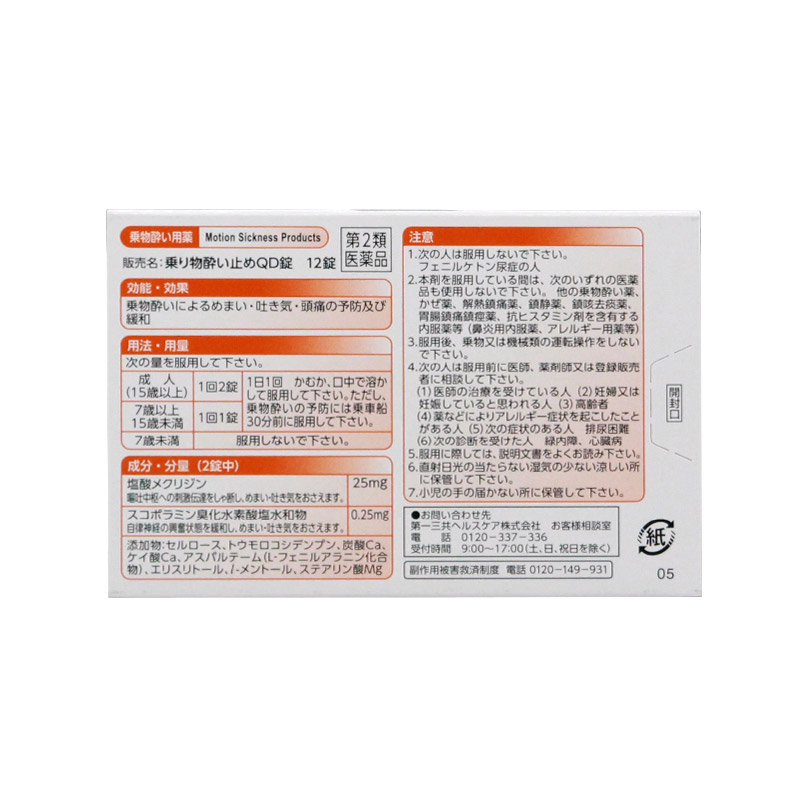 乗物酔い用薬 Motion Sickness Products
第2類
医薬品
販売名:乗り物酔い止めQD錠 12錠
効能・効果
乗物酔いによるめまい・吐き気・頭痛の予防及び
緩和
用法・用量
次の量を服用して下さい。
成人
(15歳以上)
1回2錠
7歳以上
15歳未満
1回1錠
1日1回 かむか、口中で溶か
して服用して下さい。ただし、
乗物酔いの予防には乗車船
30分前に服用して下さい。
7歳未満 服用しないで下さい。
成分・分量(2錠中)
塩酸メクリジン 25mg
嘔吐中枢への刺激伝達をしゃ断し、めまい・吐き気をおさえます。
スコポラミン臭化水素酸塩水和物 0.25mg
自律神経の興奮状態を緩和し、めまい・吐き気をおさえます。
添加物:セルロース、トウモロコシデンプン、炭酸Ca、
ケイ酸Ca、アスパルテーム(L-フェニルアラニン化合
物)、エリスリトール、l-メントール、ステアリン酸Mg
注意
1.次の人は服用しないで下さい。
フェニルケトン尿症の人
2.本剤を服用している間は、次のいずれの医薬
品も使用しないで下さい。 他の乗物酔い薬、
かぜ薬、解熱鎮痛薬、鎮静薬、鎮咳去痰薬、
胃腸鎮痛鎮痙薬、抗ヒスタミン剤を含有する
内服薬等(鼻炎用内服薬、アレルギー用薬等)
3.服用後、乗物又は機械類の運転操作をしない
で下さい。
4.次の人は服用前に医師、薬剤師又は登録販売
者に相談して下さい。
(1)医師の治療を受けている人 (2)妊婦又は
妊娠していると思われる人 (3)高齢者
(4)薬などによりアレルギー症状を起こしたこと
がある人 (5)次の症状のある人 排尿困難
(6)次の診断を受けた人 緑内障、心臓病
5.服用に際しては、説明文書をよくお読み下さい。
6.直射日光の当たらない湿気の少ない涼しい所
に保管して下さい。
7.小児の手の届かない所に保管して下さい。
●お問い合わせ先
第一三共ヘルスケア株式会社 お客様相談室
電話 0120-337-336
受付時間 9:00~17:00(土、日、祝日を除く)
副作用被害救済制度 電話 0120-149-931
開封口
紙
05